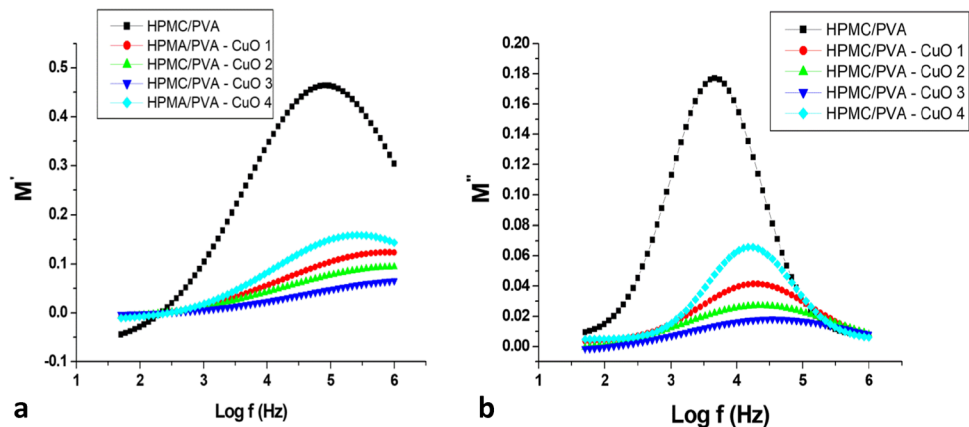 HPMC/PVA
HPMA/PVA - CuO 1
HPMC/PVA - CuO 2
HPMC/PVA - CuO 3
HPMA/PVA - CuO 4
0.5
0.4
0.3
0.2
0.1
0.0
-0.1
M'
1 2 3 4 5 6
Log f (Hz)
a
HPMC/PVA
HPMC/PVA - CuO 1
HPMC/PVA - CuO 2
HPMC/PVA - CuO 3
HPMC/PVA - CuO 4
0.20
0.18
0.16
0.14
0.12
0.10
0.08
0.06
0.04
0.02
0.00
M"
1 2 3 4 5 6 7
Log f (Hz)
b